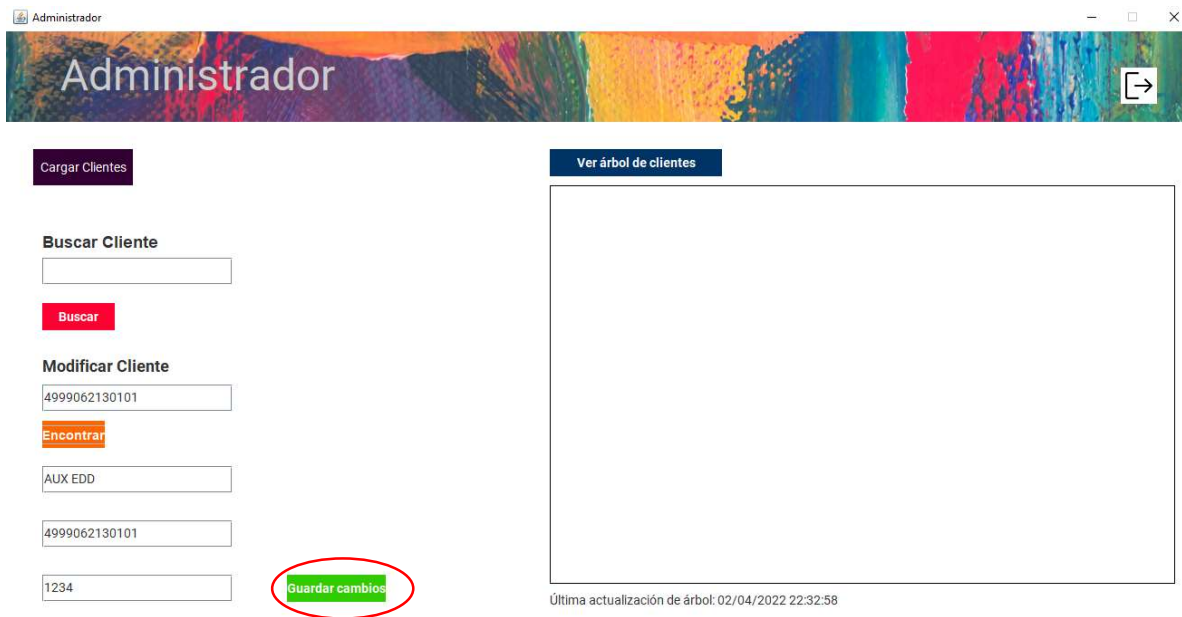 Administrador
Administrador
Cargar Clientes
Ver árbol de clientes
Buscar Cliente
Buscar
Modificar Cliente
4999062130101
Encontrar
AUX EDD
4999062130101
1234
Guardar cambios
Última actualización de árbol: 02/04/2022 22:32:58